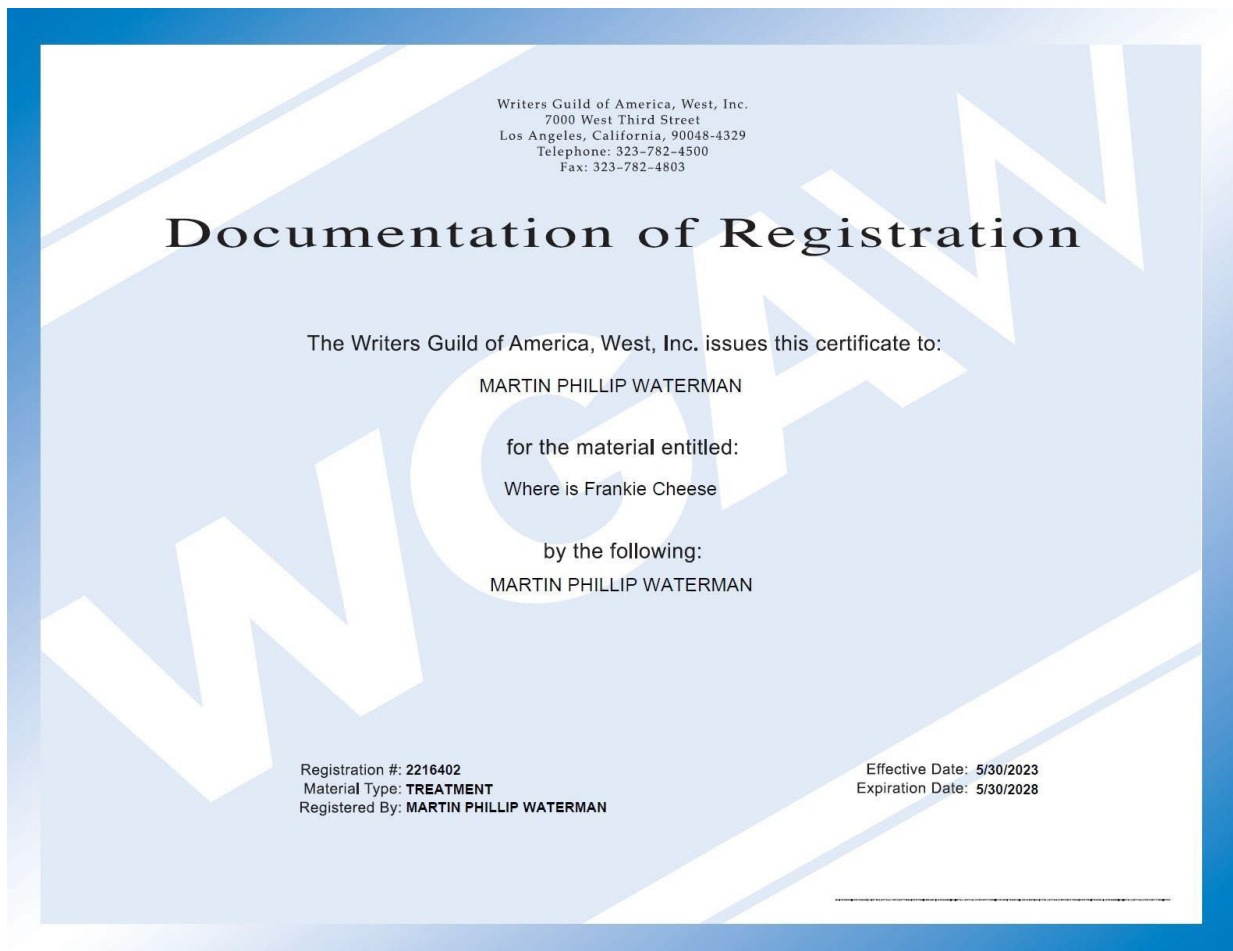 Writers Guild of America, West, Inc.
7000 West Third Street
Los Angeles, California, 90048-4329
Telephone: 323-782-4500
Fax: 323-782-4803
Documentation of Registration
The Writers Guild of America, West, Inc. issues this certificate to:
MARTIN PHILLIP WATERMAN
for the material entitled:
Where is Frankie Cheese
by the following:
MARTIN PHILLIP WATERMAN
WGAW
Registration #: 2216402
Material Type: TREATMENT
Registered By: MARTIN PHILLIP WATERMAN
Effective Date: 5/30/2023
Expiration Date: 5/30/2028